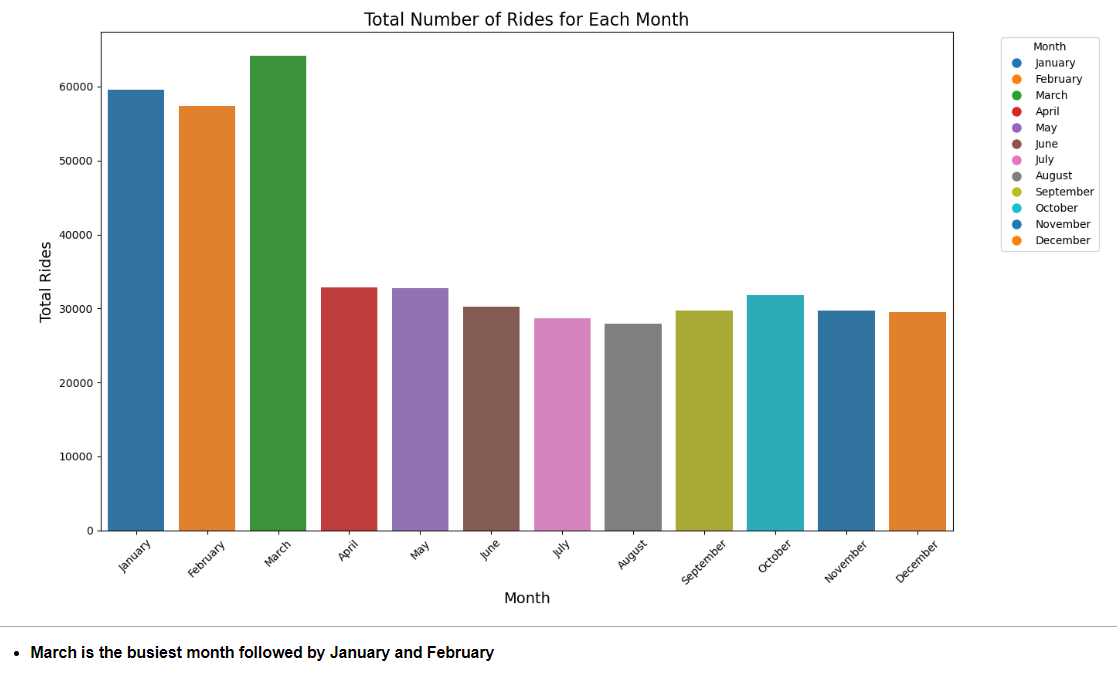 Total Number of Rides for Each Month
Month
January
February
March
April
May
June
July
August
September
October
November
December
60000
50000
40000
30000
20000
10000
0
Total Rides
January
February
March
April
May
June
July
August
September
October
November
December
Month
• March is the busiest month followed by January and February